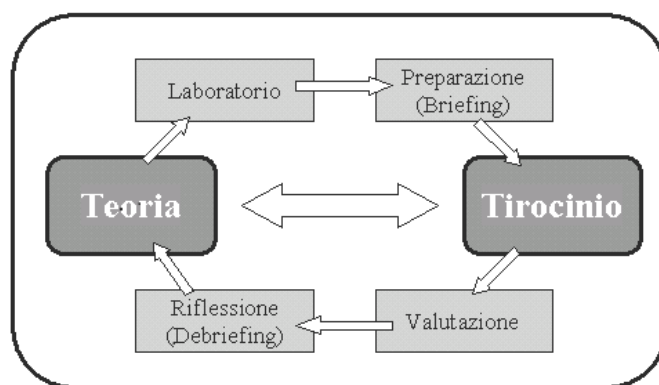 Laboratorio
Preparazione
(Briefing)
Teoria
Tirocinio
Riflessione
(Debriefing)
Valutazione